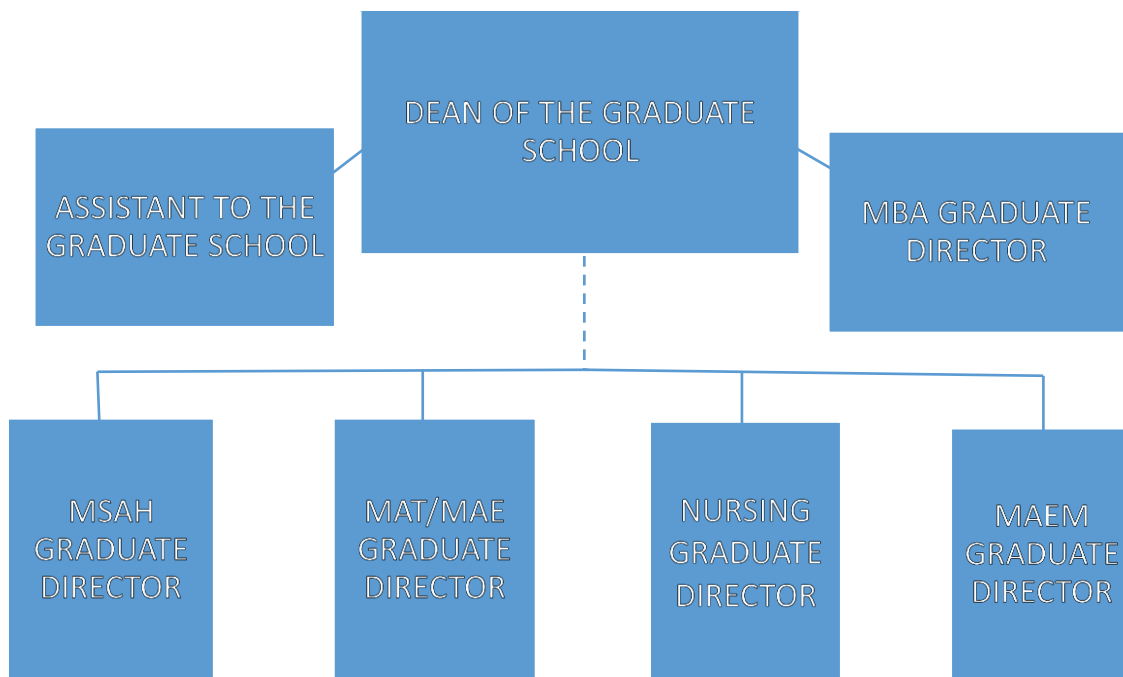 DEAN OF THE GRADUATE
SCHOOL
ASSISTANT TO THE
GRADUATE SCHOOL
MBA GRADUATE
DIRECTOR
MSAH
GRADUATE
DIRECTOR
MAT/MAE
GRADUATE
DIRECTOR
NURSING
GRADUATE
DIRECTOR
MAEM
GRADUATE
DIRECTOR